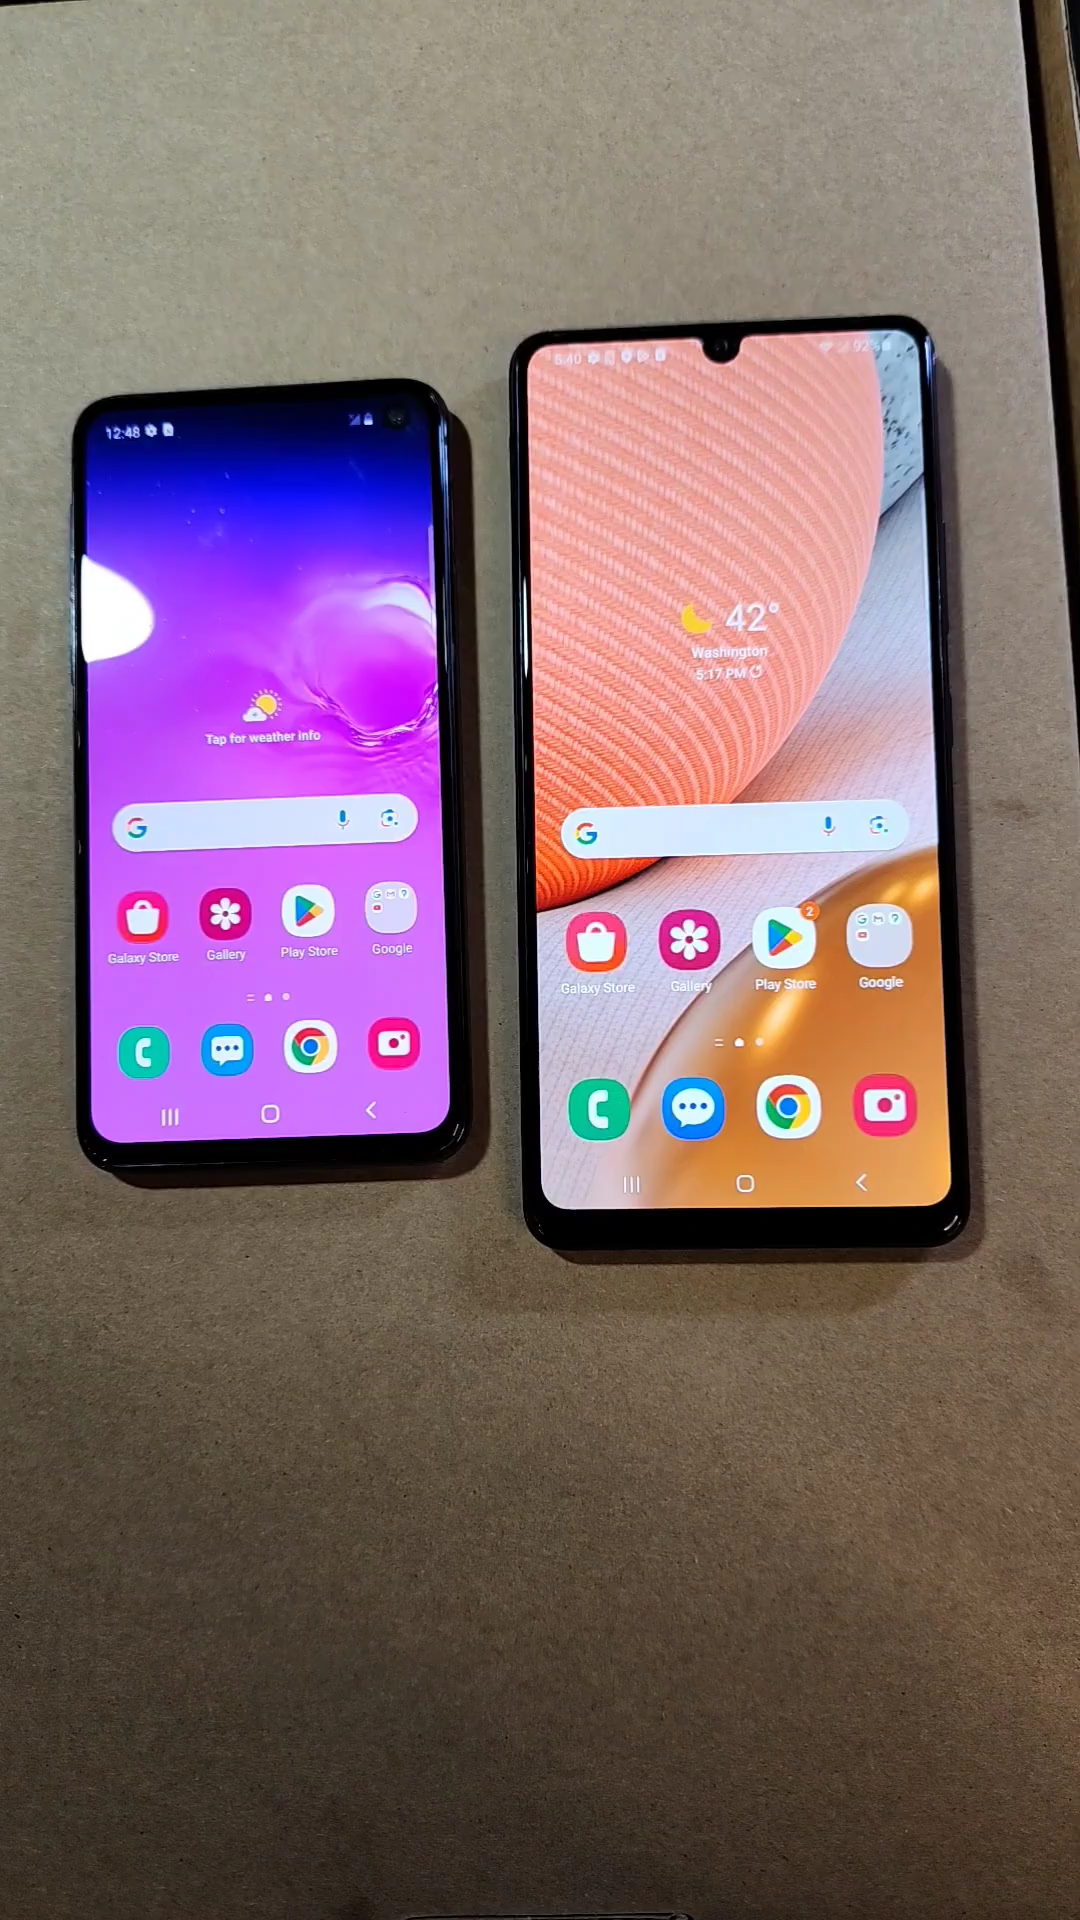 12:48
Tap for weather info
Galaxy Store
Gallery
Play Store
Google
92%
42°
Washington
5:17 PM
2
Galaxy Store
Gallery
Play Store
Google